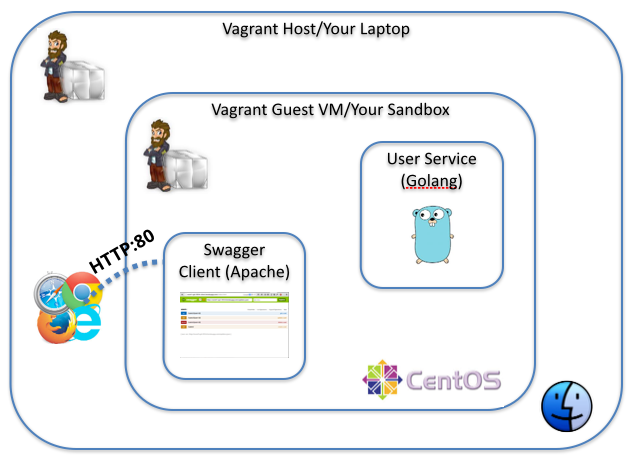 Vagrant Host/Your Laptop
Vagrant Guest VM/Your Sandbox
User Service
(Golang)
HTTP:80
Swagger
Client (Apache)
CentOS